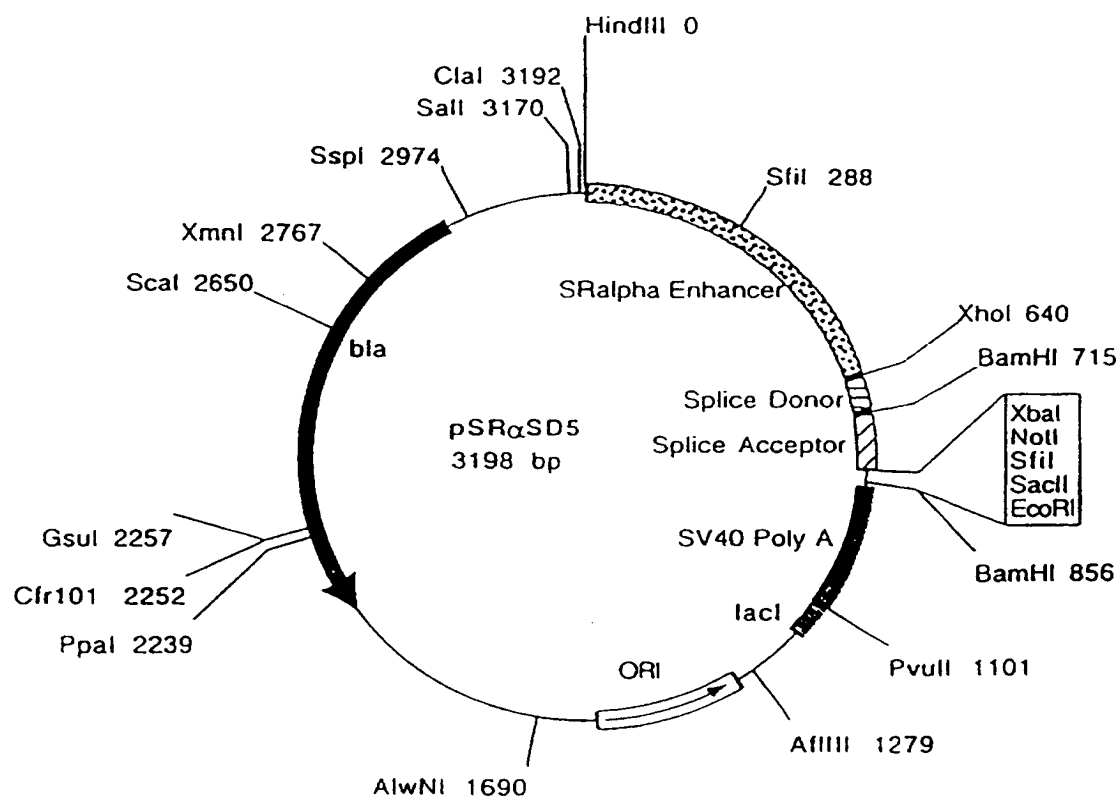 HindIII 0
ClaI 3192
SalI 3170
SspI 2974
SfiI 288
XmnI 2767
ScaI 2650
SRalpha Enhancer
XhoI 640
bla
BamHI 715
Splice Donor
XbaI
NotI
SfiI
SacII
EcoRI
pSRαSD5
3198 bp
Splice Acceptor
GsuI 2257
SV40 Poly A
BamHI 856
Cfr101 2252
lacI
PpaI 2239
PvuII 1101
ORI
AflIII 1279
AlwNI 1690